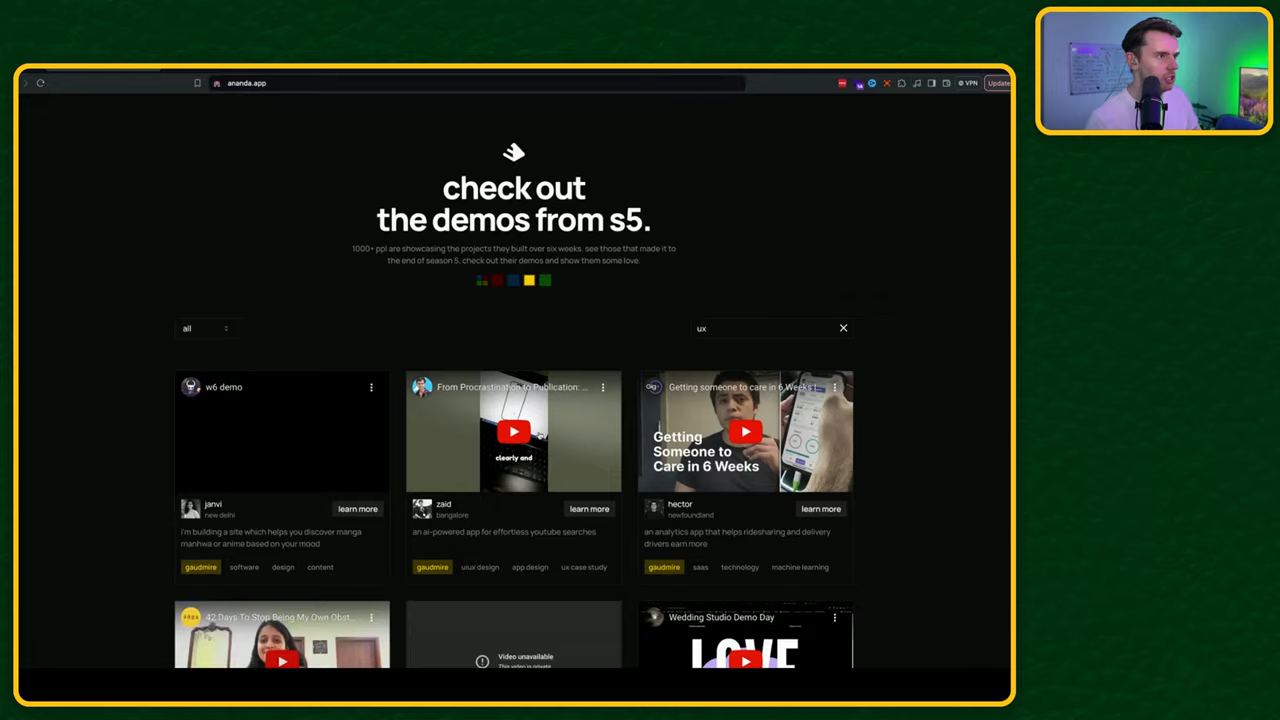 ananda.app
VPN
Update
check out
the demos from s5.
1000+ ppl are showcasing the projects they built over six weeks. see those that made it to
the end of season 5, check out their demos and show them some love.
all
ux
w6 demo
From Procrastination to Publication: ...
clearly and
Getting someone to care in 6 Weeks |
Getting
Someone to
Care in 6 Weeks
janvi
new delhi
learn more
zaid
bangalore
learn more
hector
newfoundland
learn more
i'm building a site which helps you discover manga
manhwa or anime based on your mood
an ai-powered app for effortless youtube searches
an analytics app that helps ridesharing and delivery
drivers earn more
gaudmire software design content
gaudmire uiux design app design ux case study
gaudmire saas technology machine learning
42 Days To Stop Being My Own Obst...
Video unavailable
This video is private
Wedding Studio Demo Day
LOVE